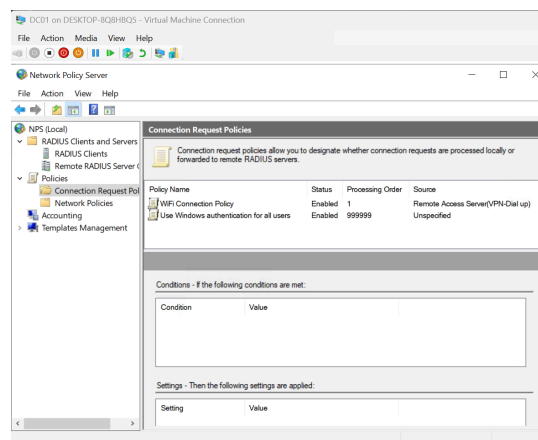 DC01 on DESKTOP-8Q8HBQ5 - Virtual Machine Connection
File Action Media View Help
Network Policy Server
File Action View Help
NPS (Local)
RADIUS Clients and Servers
RADIUS Clients
Remote RADIUS Server (
Policies
Connection Request Pol
Network Policies
Accounting
Templates Management
Connection Request Policies
Connection request policies allow you to designate whether connection requests are processed locally or
forwarded to remote RADIUS servers.
Policy Name Status Processing Order Source
WiFi Connection Policy Enabled 1 Remote Access Server(VPN-Dial up)
Use Windows authentication for all users Enabled 999999 Unspecified
Conditions - If the following conditions are met:
Condition Value
Settings - Then the following settings are applied:
Setting Value